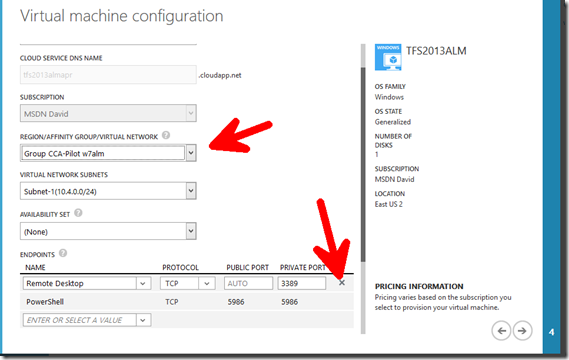 Virtual machine configuration
CLOUD SERVICE DNS NAME
tfs2013almapr .cloudapp.net
SUBSCRIPTION
MSDN David
REGION/AFFINITY GROUP/VIRTUAL NETWORK ?
Group CCA-Pilot w7alm
VIRTUAL NETWORK SUBNETS
Subnet-1(10.4.0.0/24)
AVAILABILITY SET ?
(None)
ENDPOINTS ?
NAME PROTOCOL PUBLIC PORT PRIVATE PORT
Remote Desktop TCP AUTO 3389
PowerShell TCP 5986 5986
ENTER OR SELECT A VALUE
WINDOWS
TFS2013ALM
OS FAMILY
Windows
OS STATE
Generalized
NUMBER OF
DISKS
1
SUBSCRIPTION
MSDN David
LOCATION
East US 2
PRICING INFORMATION
Pricing varies based on the subscription you
select to provision your virtual machine.
4